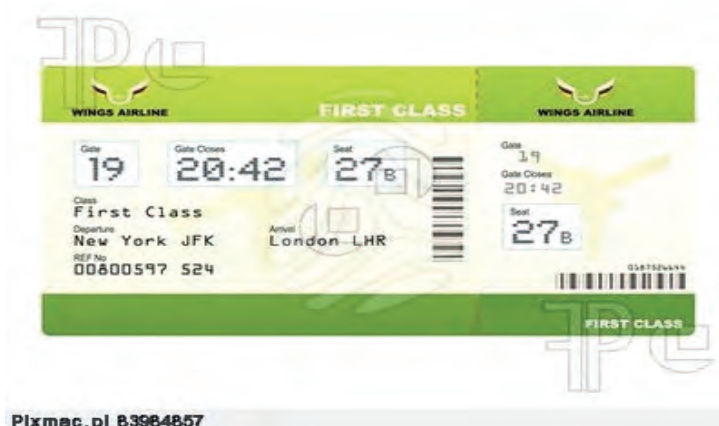 WINGS AIRLINE
FIRST CLASS
WINGS AIRLINE
Gate
19
Gate Closes
20:42
Seat
27B
Class
First Class
Departure
New York JFK
Arrival
London LHR
REF No
00800597 524
Gate
19
Gate Closes
20:42
Seat
27B
FIRST CLASS
Pixmac.pl 83984857